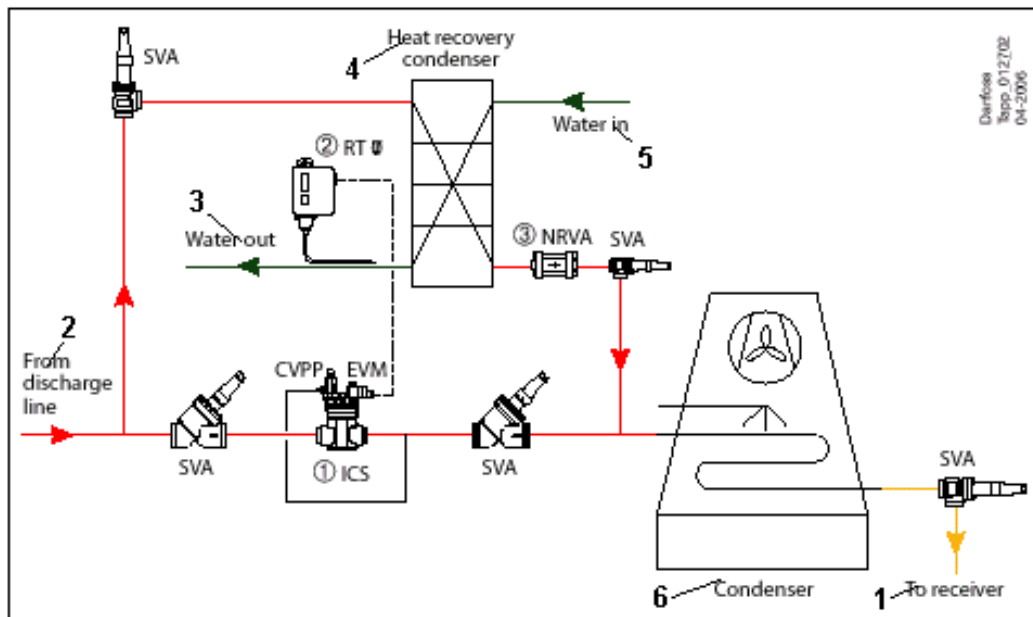 SVA
4
Heat recovery
condenser
Danfoss
Tapp_012702
04-2006
Water in
5
② RT
3
Water out
③ NRVA
SVA
2
From
discharge
line
CVPP
EVM
SVA
① ICS
SVA
SVA
6
Condenser
1
To receiver